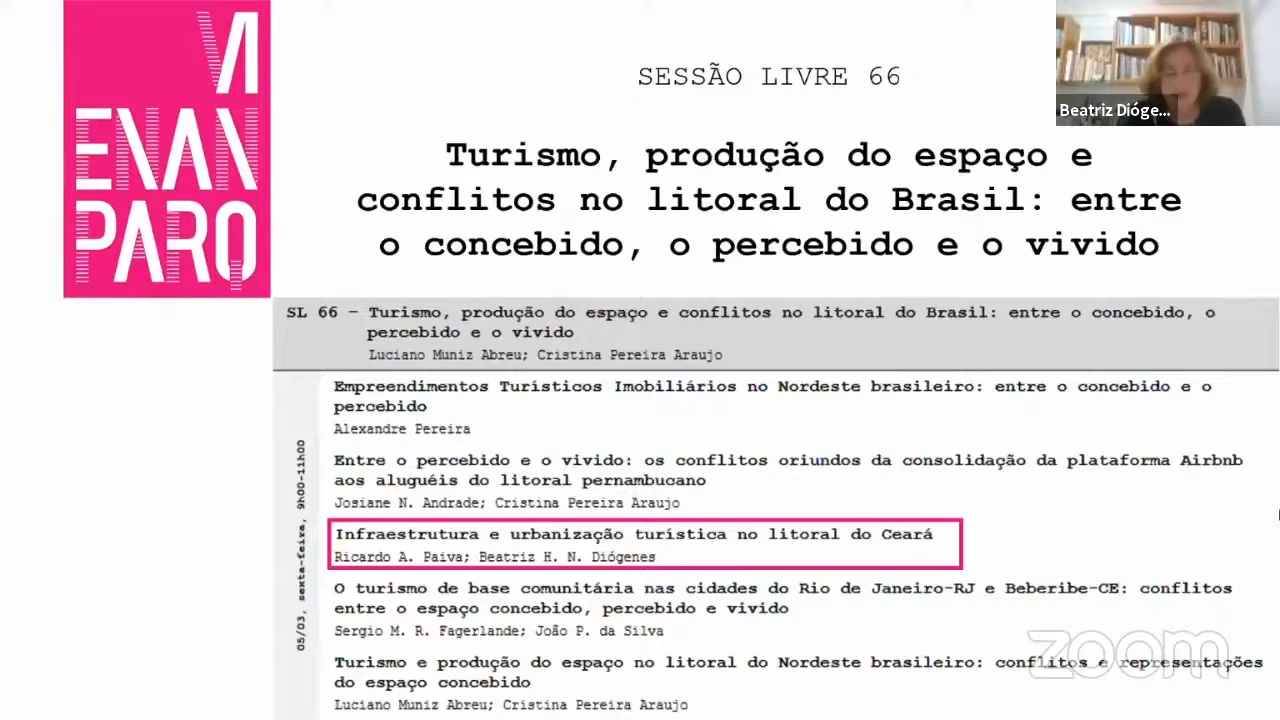 VI
ENAN
PARQ
SESSÃO LIVRE 66
Beatriz Dióge...
Turismo, produção do espaço e
conflitos no litoral do Brasil: entre
o concebido, o percebido e o vivido
SL 66 – Turismo, produção do espaço e conflitos no litoral do Brasil: entre o concebido, o
percebido e o vivido
Luciano Muniz Abreu; Cristina Pereira Araujo
05/03, sexta-feira, 9h00-11h00
Empreendimentos Turísticos Imobiliários no Nordeste brasileiro: entre o concebido e o
percebido
Alexandre Pereira
Entre o percebido e o vivido: os conflitos oriundos da consolidação da plataforma Airbnb
aos aluguéis do litoral pernambucano
Josiane N. Andrade; Cristina Pereira Araujo
Infraestrutura e urbanização turística no litoral do Ceará
Ricardo A. Paiva; Beatriz H. N. Diógenes
O turismo de base comunitária nas cidades do Rio de Janeiro-RJ e Beberibe-CE: conflitos
entre o espaço concebido, percebido e vivido
Sergio M. R. Fagerlande; João P. da Silva
Turismo e produção do espaço no litoral do Nordeste brasileiro: conflitos e representações
do espaço concebido
Luciano Muniz Abreu; Cristina Pereira Araujo
zoom